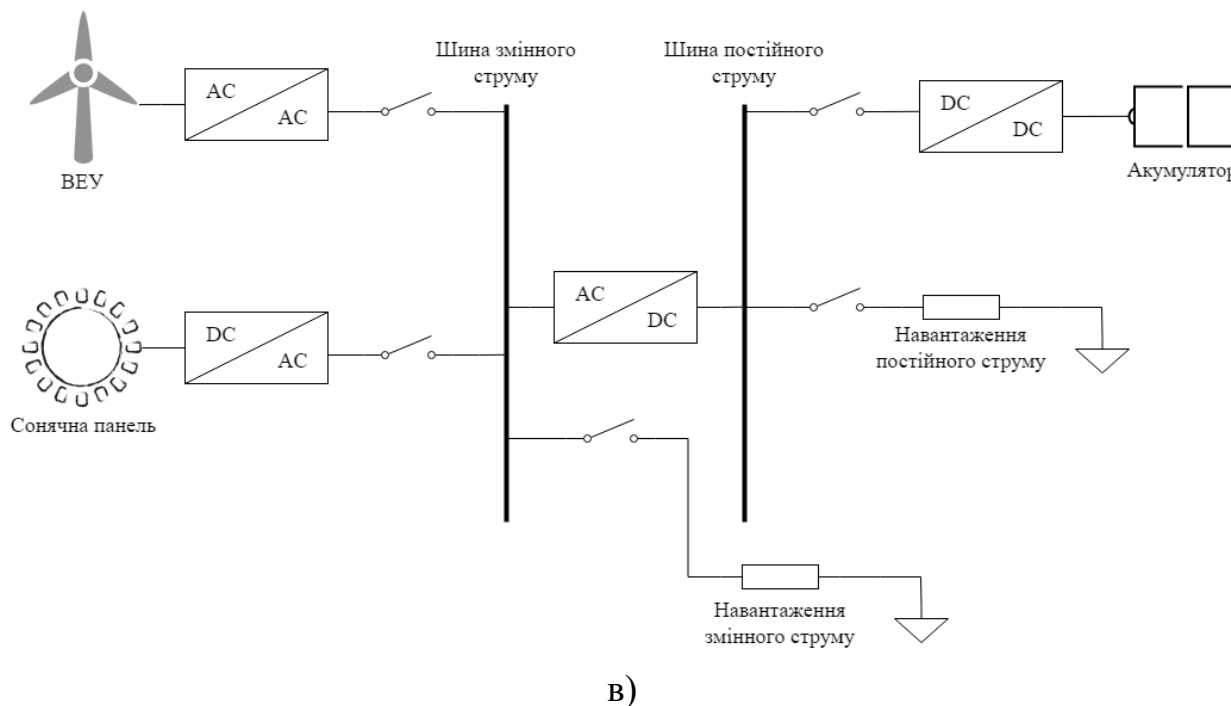 Шина змінного
струму
Шина постійного
струму
AC
AC
DC
DC
ВЕУ
Акумулятор
AC
DC
DC
AC
Навантаження
постійного струму
Сонячна панель
Навантаження
змінного струму
в)